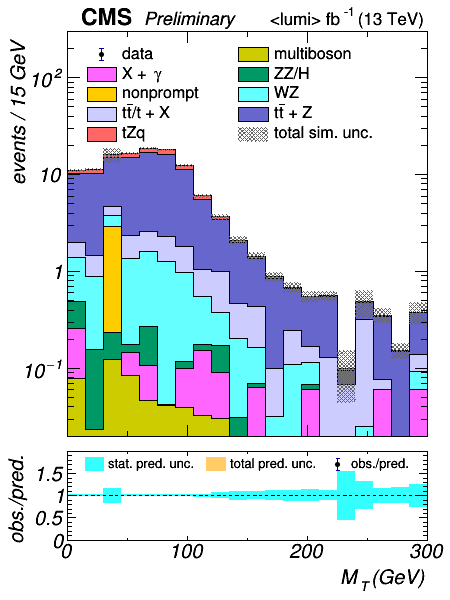 CMS Preliminary <lumi> fb⁻¹ (13 TeV)
events / 15 GeV
data
multiboson
X + γ
ZZ/H
nonprompt
WZ
tt̄/t + X
tt̄ + Z
tZq
total sim. unc.
10²
10
1
10⁻¹
obs./pred.
stat. pred. unc.
total pred. unc.
obs./pred.
1.5
1
0.5
0
0 100 200 300
M_T (GeV)